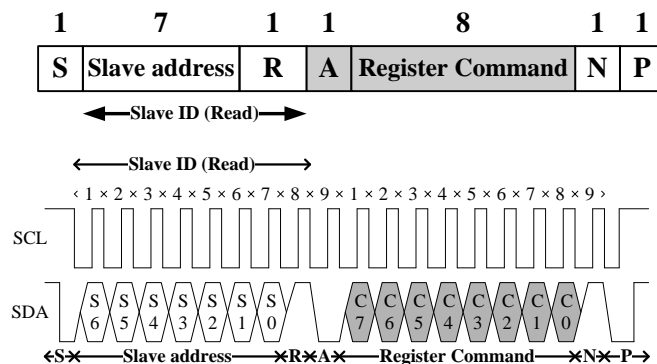 1 7 1 1 8 1 1
S Slave address R A Register Command N P
Slave ID (Read)
Slave ID (Read)
1 2 3 4 5 6 7 8 9 1 2 3 4 5 6 7 8 9
SCL
SDA S6 S5 S4 S3 S2 S1 S0 C7 C6 C5 C4 C3 C2 C1 C0
S Slave address R A Register Command N P